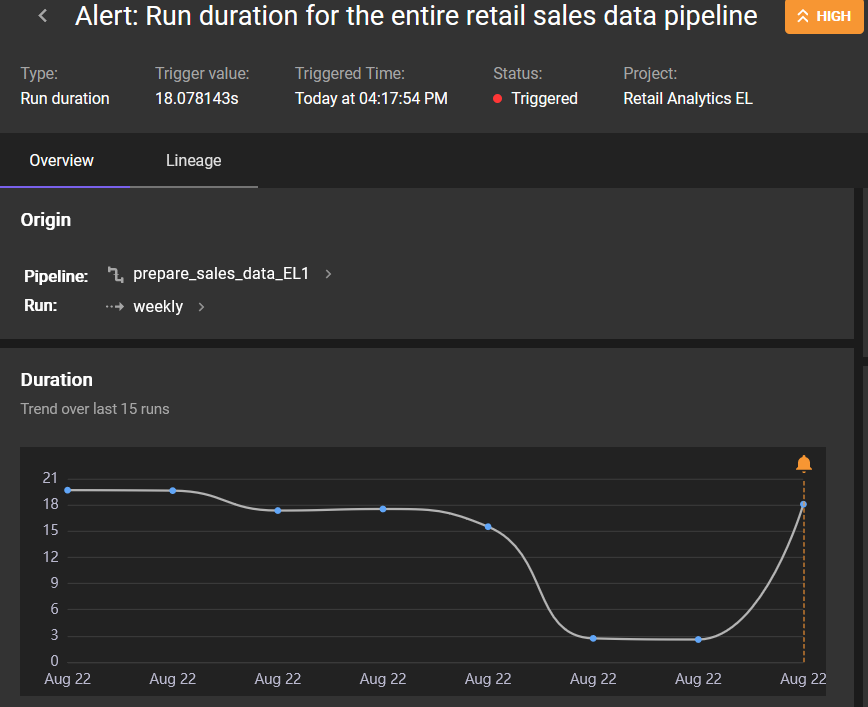 Alert: Run duration for the entire retail sales data pipeline
HIGH
Type: Trigger value: Triggered Time: Status: Project:
Run duration 18.078143s Today at 04:17:54 PM Triggered Retail Analytics EL
Overview Lineage
Origin
Pipeline: prepare_sales_data_EL1
Run: weekly
Duration
Trend over last 15 runs
21
18
15
12
9
6
3
0
Aug 22 Aug 22 Aug 22 Aug 22 Aug 22 Aug 22 Aug 22 Aug 22